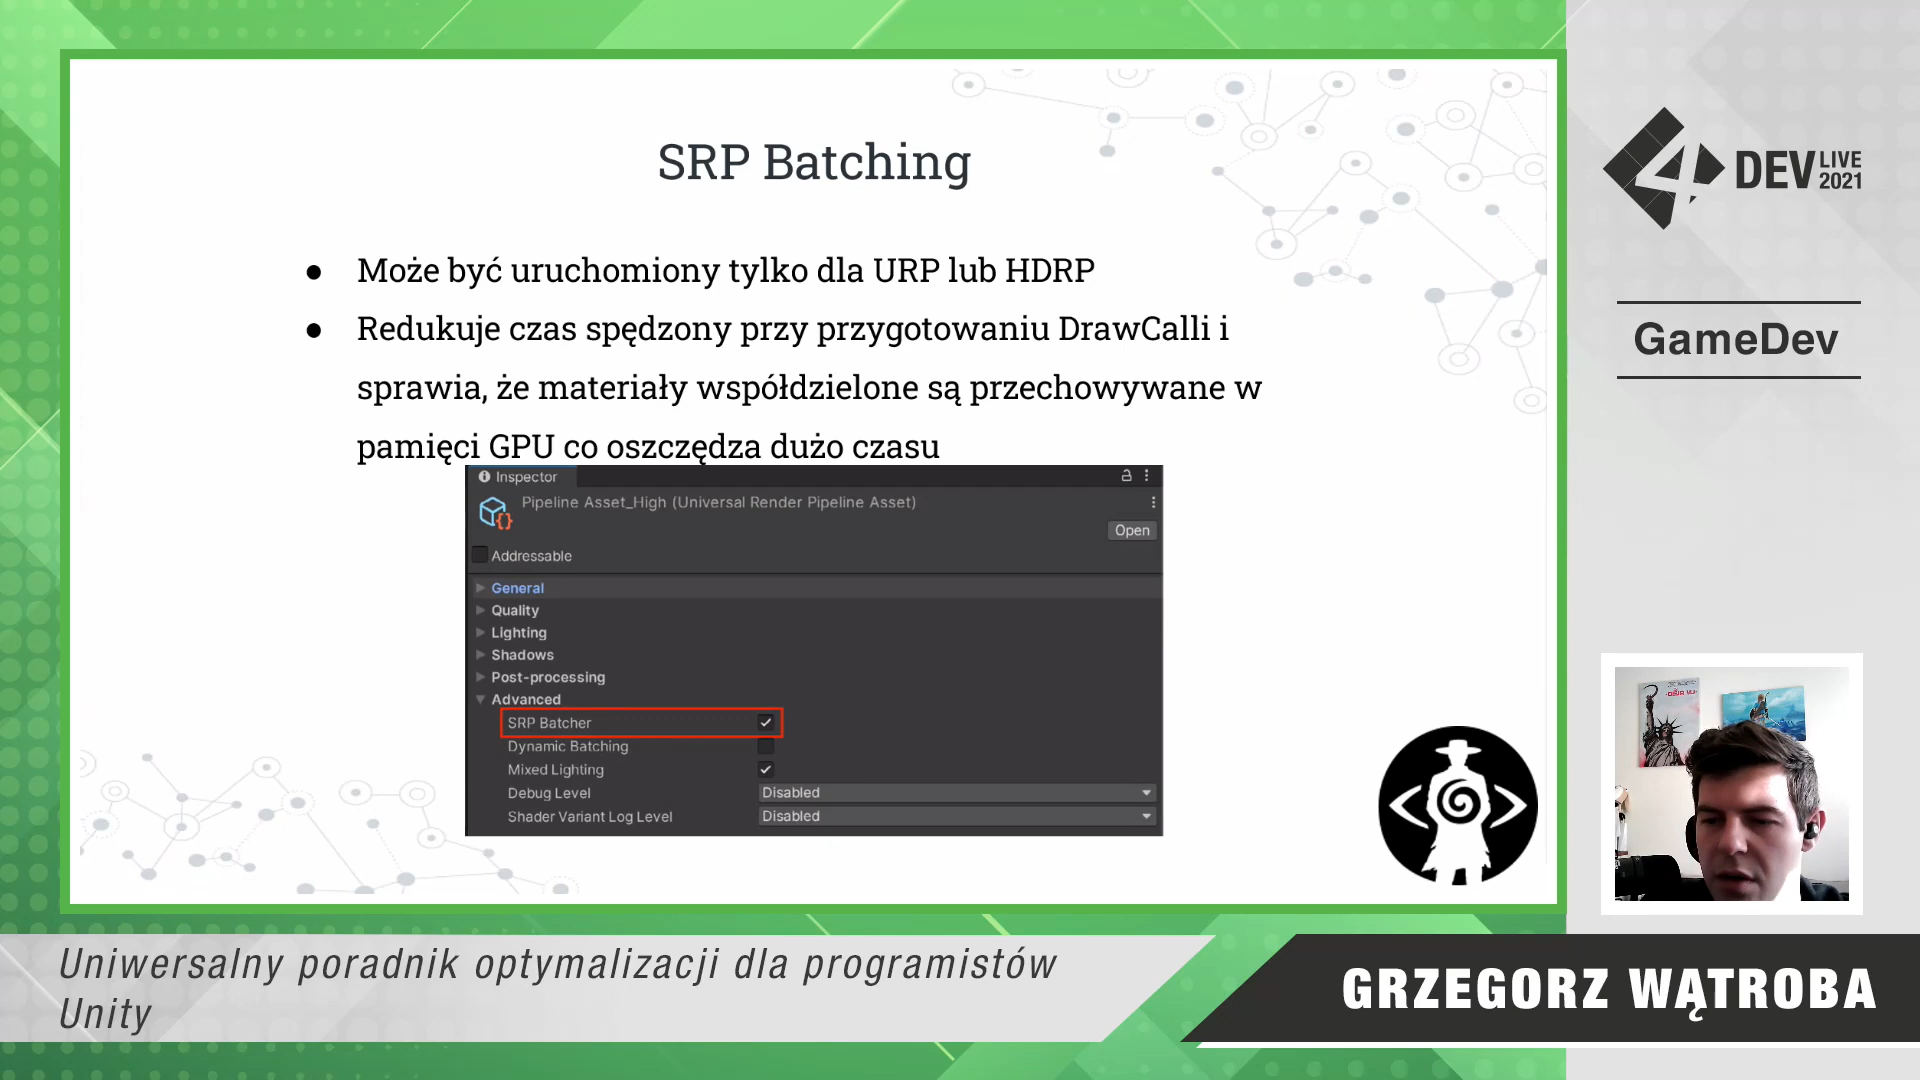 SRP Batching
● Może być uruchomiony tylko dla URP lub HDRP
● Redukuje czas spędzony przy przygotowaniu DrawCalli i
sprawia, że materiały współdzielone są przechowywane w
pamięci GPU co oszczędza dużo czasu
Inspector
Pipeline Asset_High (Universal Render Pipeline Asset)
Open
Addressable
General
Quality
Lighting
Shadows
Post-processing
Advanced
SRP Batcher
Dynamic Batching
Mixed Lighting
Debug Level Disabled
Shader Variant Log Level Disabled
4 DEV LIVE
2021
GameDev
Uniwersalny poradnik optymalizacji dla programistów
Unity
GRZEGORZ WĄTROBA